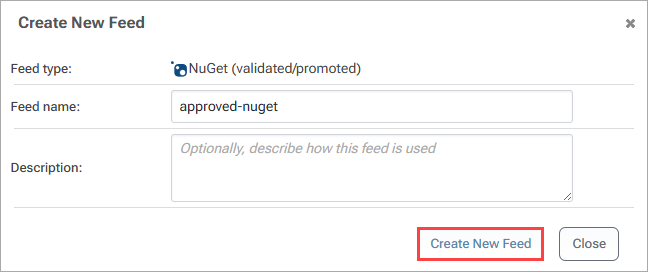 Create New Feed
Feed type: NuGet (validated/promoted)
Feed name: approved-nuget
Description: Optionally, describe how this feed is used
Create New Feed Close